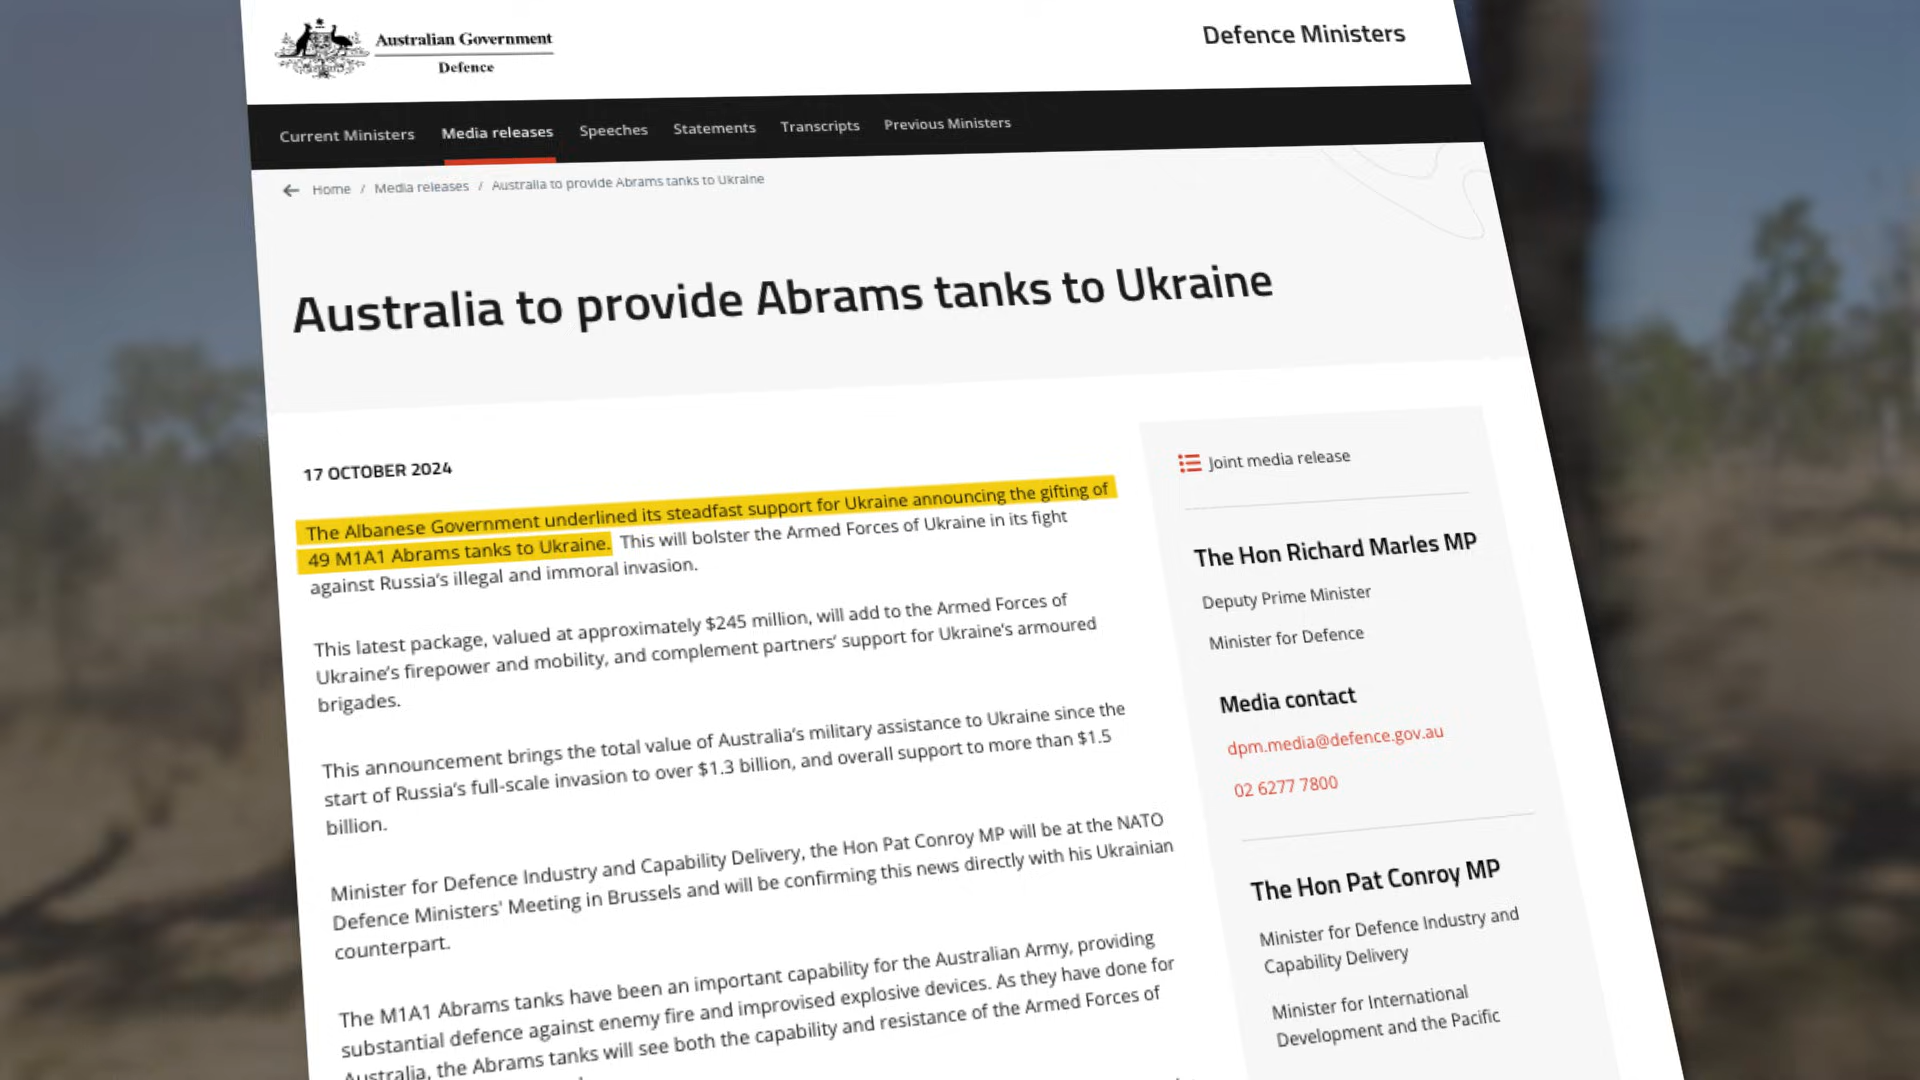 Australian Government
Defence
Defence Ministers
Current Ministers
Media releases
Speeches
Statements
Transcripts
Previous Ministers
Home / Media releases / Australia to provide Abrams tanks to Ukraine
Australia to provide Abrams tanks to Ukraine
17 OCTOBER 2024
The Albanese Government underlined its steadfast support for Ukraine announcing the gifting of
49 M1A1 Abrams tanks to Ukraine. This will bolster the Armed Forces of Ukraine in its fight
against Russia's illegal and immoral invasion.
This latest package, valued at approximately $245 million, will add to the Armed Forces of
Ukraine's firepower and mobility, and complement partners' support for Ukraine's armoured
brigades.
This announcement brings the total value of Australia's military assistance to Ukraine since the
start of Russia's full-scale invasion to over $1.3 billion, and overall support to more than $1.5
billion.
Minister for Defence Industry and Capability Delivery, the Hon Pat Conroy MP will be at the NATO
Defence Ministers' Meeting in Brussels and will be confirming this news directly with his Ukrainian
counterpart.
The M1A1 Abrams tanks have been an important capability for the Australian Army, providing
substantial defence against enemy fire and improvised explosive devices. As they have done for
Australia, the Abrams tanks will see both the capability and resistance of the Armed Forces of
Joint media release
The Hon Richard Marles MP
Deputy Prime Minister
Minister for Defence
Media contact
dpm.media@defence.gov.au
02 6277 7800
The Hon Pat Conroy MP
Minister for Defence Industry and
Capability Delivery
Minister for International
Development and the Pacific